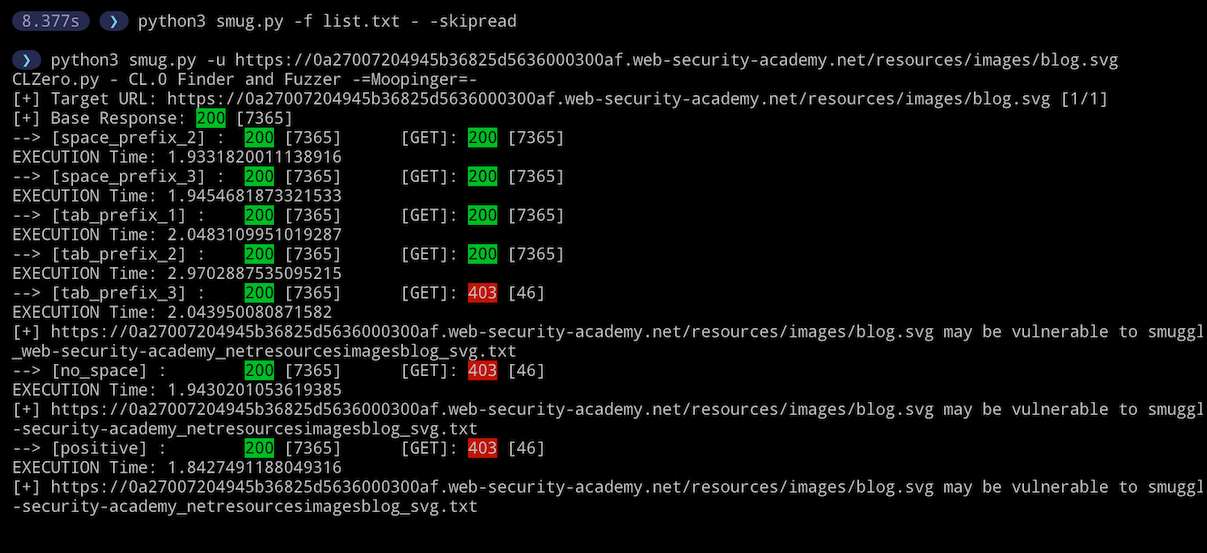 8.377s ❯ python3 smug.py -f list.txt - -skipread
❯ python3 smug.py -u https://0a27007204945b36825d5636000300af.web-security-academy.net/resources/images/blog.svg
CLZero.py - CL.0 Finder and Fuzzer -=Moopinger=-
[+] Target URL: https://0a27007204945b36825d5636000300af.web-security-academy.net/resources/images/blog.svg [1/1]
[+] Base Response: 200 [7365]
--> [space_prefix_2] : 200 [7365] [GET]: 200 [7365]
EXECUTION Time: 1.9331820011138916
--> [space_prefix_3] : 200 [7365] [GET]: 200 [7365]
EXECUTION Time: 1.9454681873321533
--> [tab_prefix_1] : 200 [7365] [GET]: 200 [7365]
EXECUTION Time: 2.0483109951019287
--> [tab_prefix_2] : 200 [7365] [GET]: 200 [7365]
EXECUTION Time: 2.9702887535095215
--> [tab_prefix_3] : 200 [7365] [GET]: 403 [46]
EXECUTION Time: 2.043950080871582
[+] https://0a27007204945b36825d5636000300af.web-security-academy.net/resources/images/blog.svg may be vulnerable to smuggl
_web-security-academy_netresourcesimagesblog_svg.txt
--> [no_space] : 200 [7365] [GET]: 403 [46]
EXECUTION Time: 1.9430201053619385
[+] https://0a27007204945b36825d5636000300af.web-security-academy.net/resources/images/blog.svg may be vulnerable to smuggl
-security-academy_netresourcesimagesblog_svg.txt
--> [positive] : 200 [7365] [GET]: 403 [46]
EXECUTION Time: 1.8427491188049316
[+] https://0a27007204945b36825d5636000300af.web-security-academy.net/resources/images/blog.svg may be vulnerable to smuggl
-security-academy_netresourcesimagesblog_svg.txt